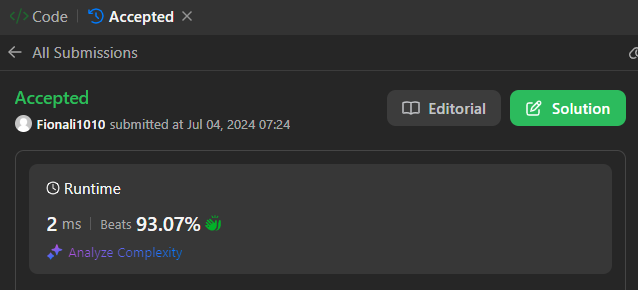 </> Code | Accepted ×
← All Submissions
Accepted
Editorial
Solution
Fionali1010 submitted at Jul 04, 2024 07:24
Runtime
2 ms | Beats 93.07%
Analyze Complexity